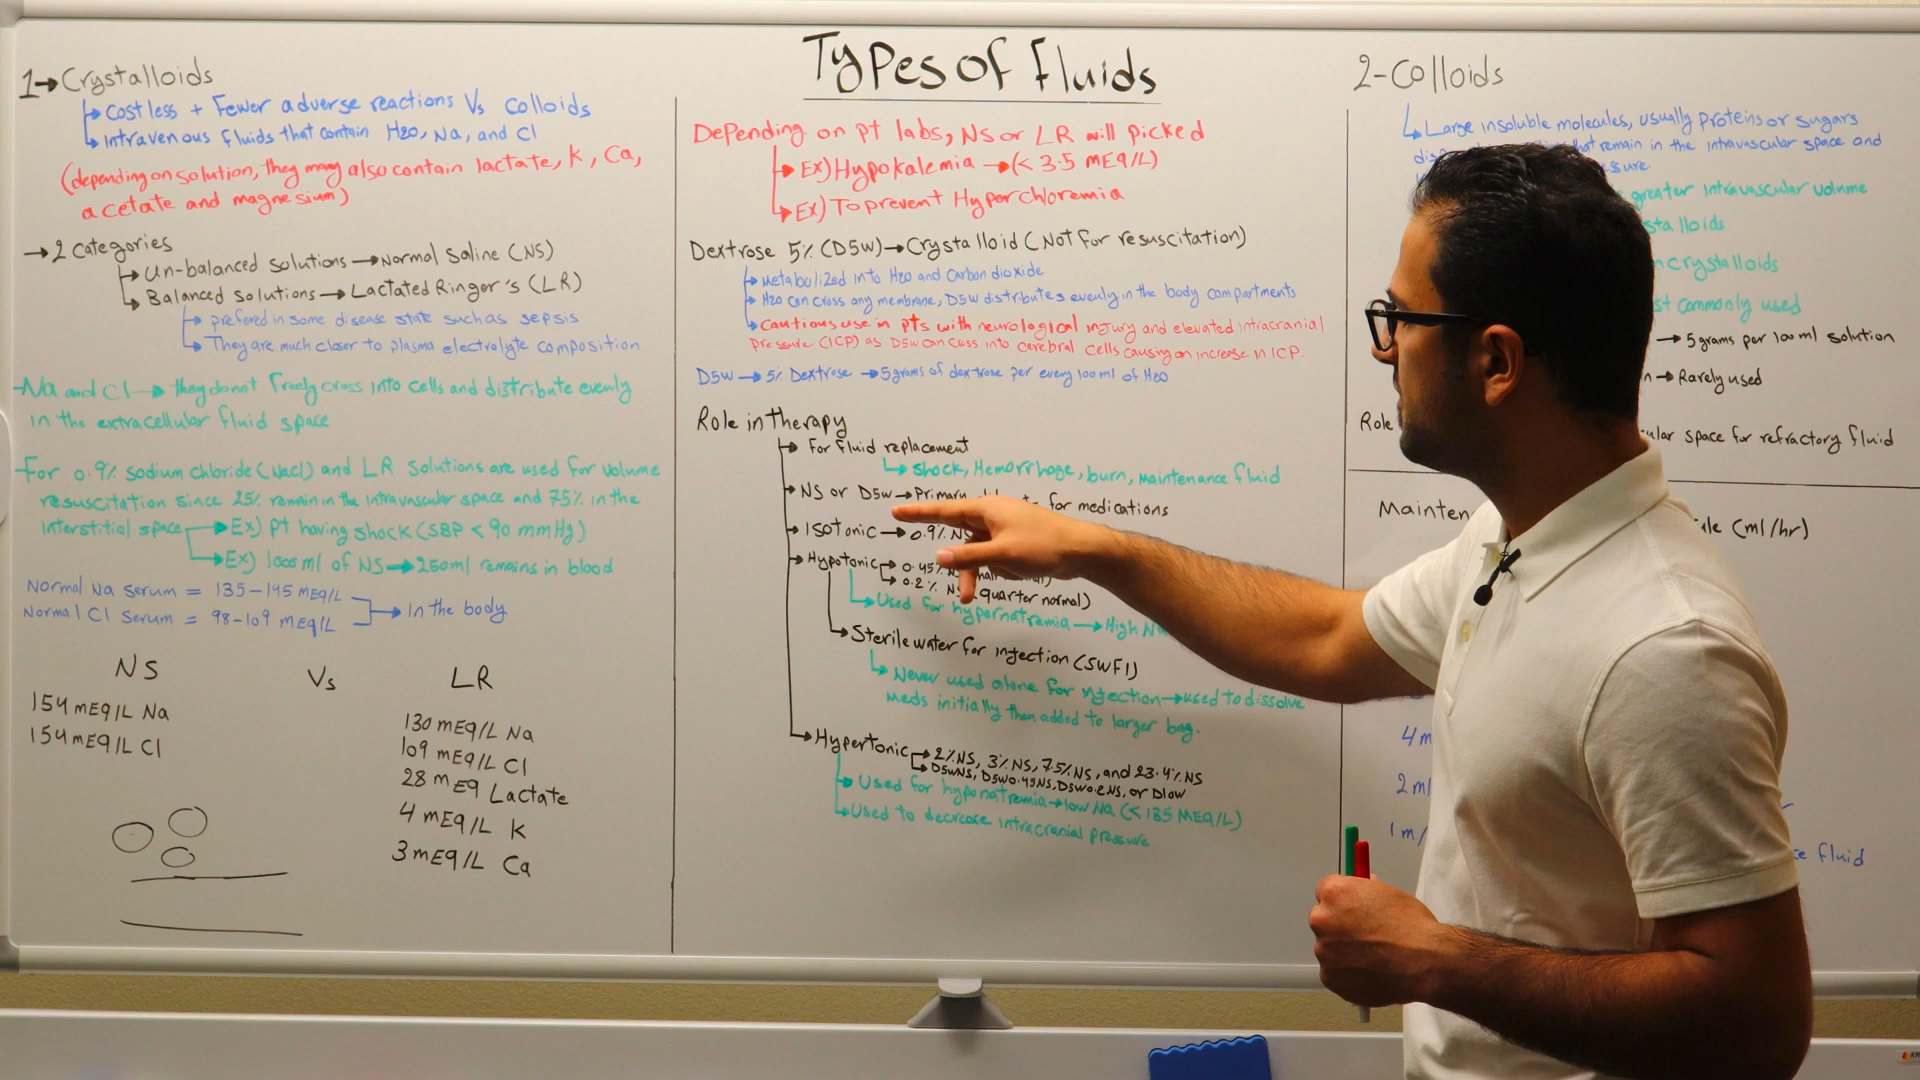 Types of Fluids
1→Crystalloids
Cost less + Fewer adverse reactions Vs colloids
intravenous fluids that contain H2O, Na, and Cl
(depending on solution, they may also contain lactate, K, Ca,
acetate and magnesium)
→2 Categories
un-balanced solutions→Normal Saline (NS)
Balanced solutions→Lactated Ringer's (LR)
prefered in some disease state such as sepsis
They are much closer to plasma electrolyte composition
-Na and Cl→they do not freely cross into cells and distribute evenly
in the extracellular fluid space
-For 0.9% sodium chloride (NaCl) and LR solutions are used for volume
resuscitation since 25% remain in the intravascular space and 75% in the
interstitial space→Ex) pt having shock (SBP < 90 mmHg)
→Ex) 1000ml of NS→250ml remains in blood
Normal Na serum = 135-145 MEq/L
Normal Cl Serum = 98-109 mEq/L
→In the body
NS Vs LR
154 mEq/L Na
154 mEq/L Cl
130 mEq/L Na
109 mEq/L Cl
28 mEq Lactate
4 mEq/L K
3 mEq/L Ca
Depending on pt labs, NS or LR will picked
Ex) Hypokalemia→(< 3.5 mEq/L)
Ex) To prevent Hyperchloremia
Dextrose 5% (D5W)→Crystalloid (Not for resuscitation)
Metabolized into H2O and Carbon dioxide
H2O can cross any membrane, D5W distributes evenly in the body compartments
Cautious use in pts with neurological injury and elevated intracranial
pressure (ICP) as D5W can cuss into cerebral cells causing an increase in ICP.
D5W→5% Dextrose→5 grams of dextrose per every 100ml of H2O
Role in therapy
For fluid replacement
Shock, Hemorrhage, burn, maintenance fluid
NS or D5W→Primary for medications
Isotonic→0.9% NS
Hypotonic→0.45%
0.2% NS (quarter normal)
Used for hypernatremia→High Na
Sterile water for injection (SWFI)
Never used alone for injection→used to dissolve
meds initially then added to larger bag.
Hypertonic→2% NS, 3% NS, 7.5% NS, and 23.4% NS
D5WNS, D5W0.45NS, D5W0.2NS, or D10W
Used for hyponatremia→low Na (< 135 MEq/L)
Used to decrease intracranial pressure
2-Colloids
Large insoluble molecules, usually proteins or sugars
that remain in the intravascular space and
greater intravascular volume
crystalloids
→5 grams per 100ml solution
st commonly used
→Rarely used
Role
space for refractory fluid
Mainten
(ml/hr)
4 m
2 ml
1 m/
fluid